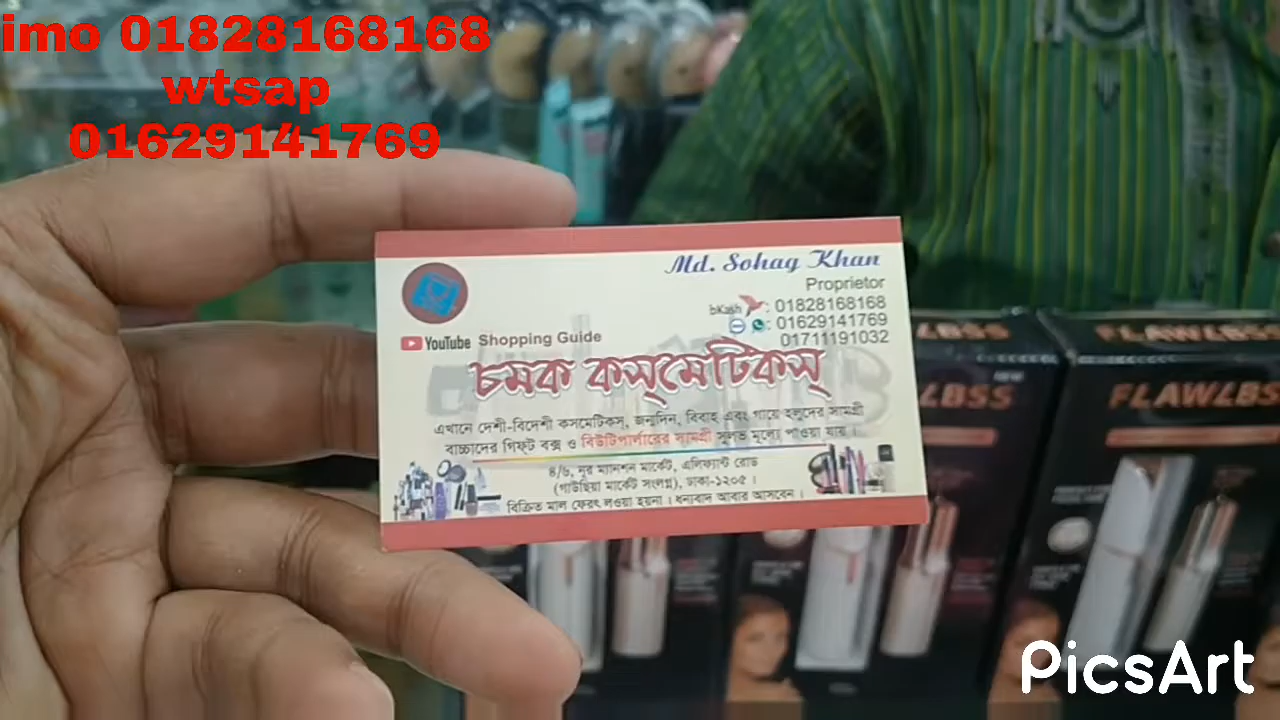 imo 01828168168
wtsap
01629141769
Md. Sohag Khan
Proprietor
bKash : 01828168168
: 01629141769
01711191032
YouTube Shopping Guide
চমক কস্মেটিকস্
এখানে দেশী-বিদেশী কসমেটিকস্, জন্মদিন, বিবাহ এবং গায়ে হলুদের সামগ্রী
বাচ্চাদের গিফ্ট বক্স ও বিউটিপার্লারের সামগ্রী সুলভ মূল্যে পাওয়া যায়।
৪/৬, নূর ম্যানশন মার্কেট, এলিফ্যান্ট রোড
(গাউছিয়া মার্কেট সংলগ্ন), ঢাকা-১২০৫।
বিক্রিত মাল ফেরৎ লওয়া হয়না। ধন্যবাদ আবার আসবেন।
FLAWLESS
PicsArt